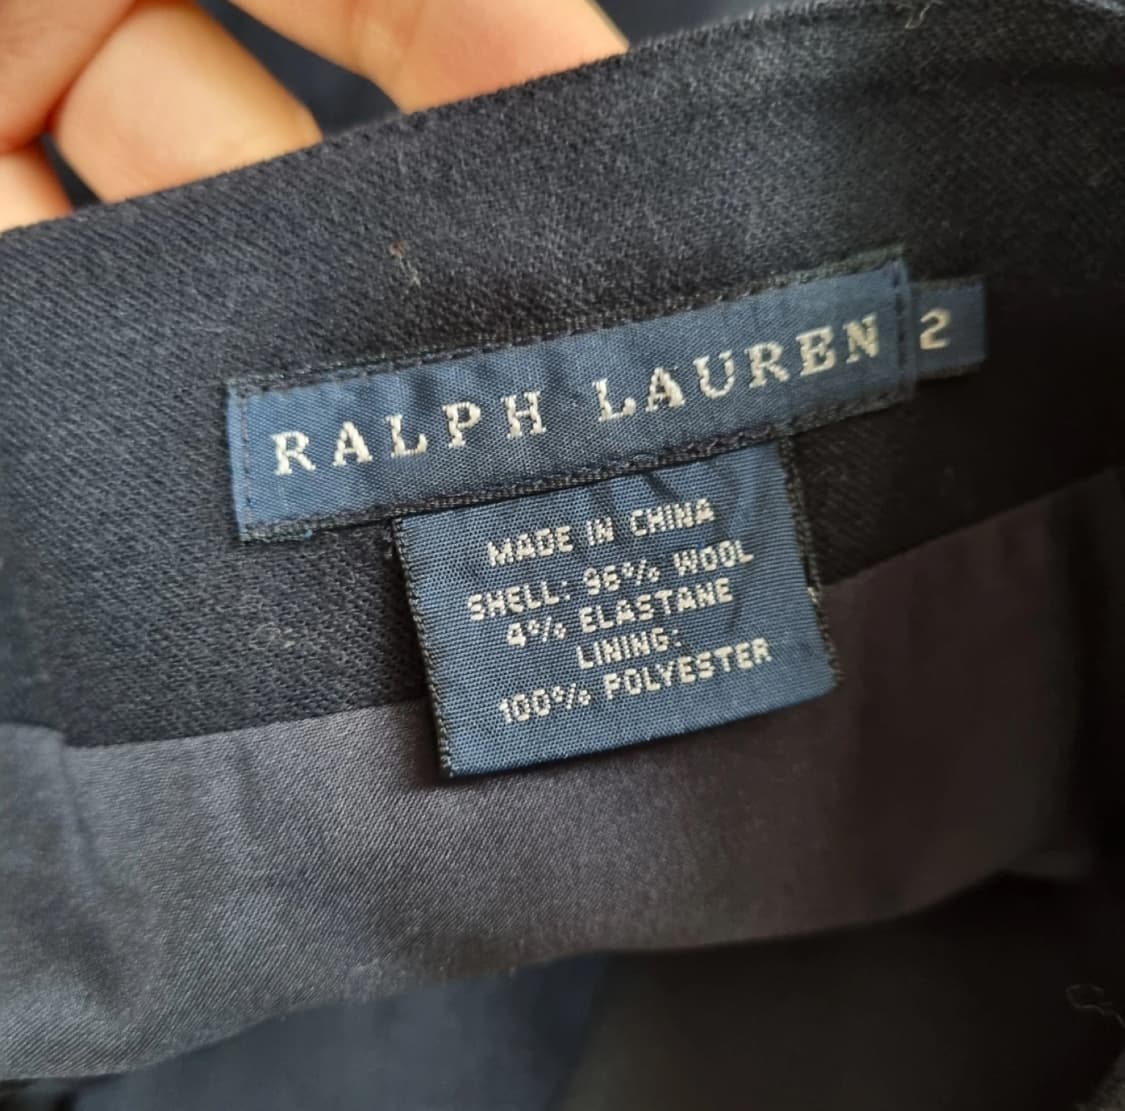 RALPH LAUREN 2
MADE IN CHINA
SHELL: 96% WOOL
4% ELASTANE
LINING:
100% POLYESTER